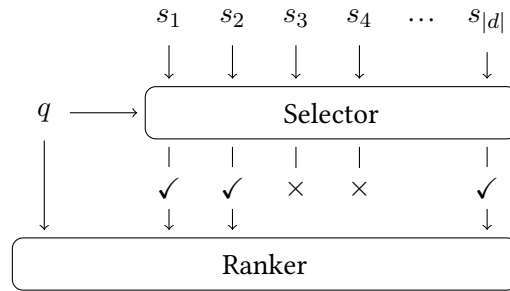 s₁ s₂ s₃ s₄ ... s|d|
q Selector
✓ ✓ × × ✓
Ranker